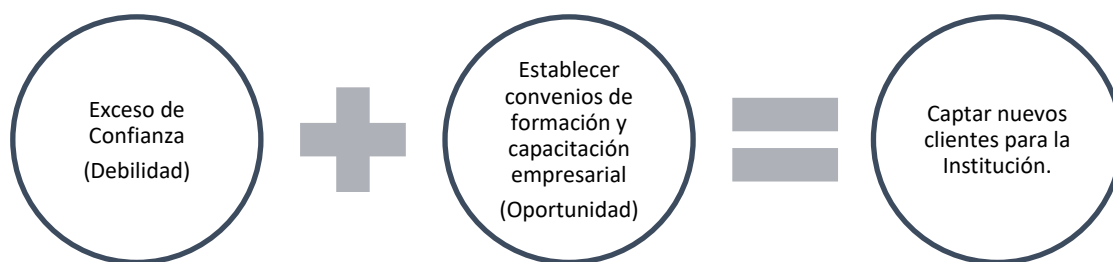 Exceso de
Confianza
(Debilidad)
Establecer
convenios de
formación y
capacitación
empresarial
(Oportunidad)
Captar nuevos
clientes para la
Institución.